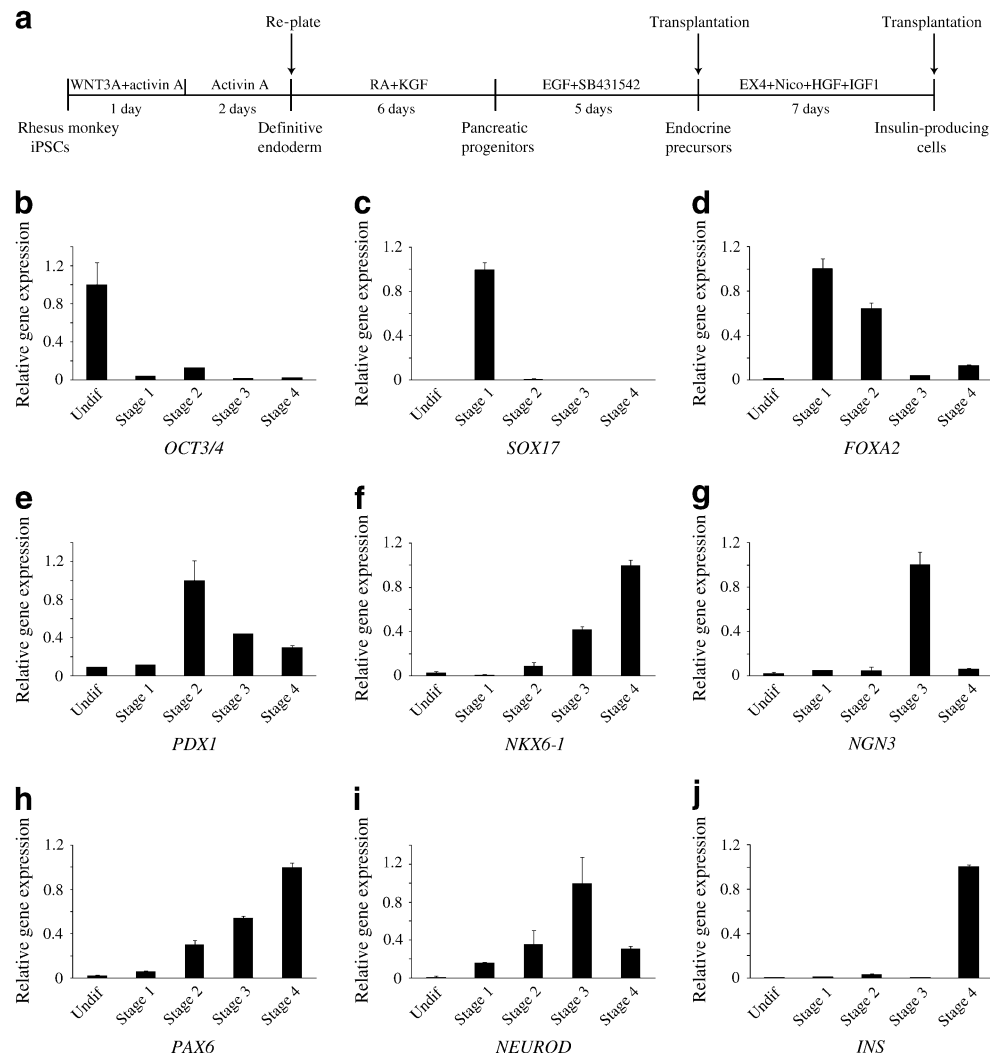 a
Re-plate
Transplantation
Transplantation
WNT3A+activin A
Activin A
RA+KGF
EGF+SB431542
EX4+Nico+HGF+IGF1
1 day
2 days
6 days
5 days
7 days
Rhesus monkey
iPSCs
Definitive
endoderm
Pancreatic
progenitors
Endocrine
precursors
Insulin-producing
cells
b
Relative gene expression
1.2
0.8
0.4
0
Undif
Stage 1
Stage 2
Stage 3
Stage 4
OCT3/4
c
Relative gene expression
1.2
0.8
0.4
0
Undif
Stage 1
Stage 2
Stage 3
Stage 4
SOX17
d
Relative gene expression
1.2
0.8
0.4
0
Undif
Stage 1
Stage 2
Stage 3
Stage 4
FOXA2
e
Relative gene expression
1.2
0.8
0.4
0
Undif
Stage 1
Stage 2
Stage 3
Stage 4
PDX1
f
Relative gene expression
1.2
0.8
0.4
0
Undif
Stage 1
Stage 2
Stage 3
Stage 4
NKX6-1
g
Relative gene expression
1.2
0.8
0.4
0
Undif
Stage 1
Stage 2
Stage 3
Stage 4
NGN3
h
Relative gene expression
1.2
0.8
0.4
0
Undif
Stage 1
Stage 2
Stage 3
Stage 4
PAX6
i
Relative gene expression
1.2
0.8
0.4
0
Undif
Stage 1
Stage 2
Stage 3
Stage 4
NEUROD
j
Relative gene expression
1.2
0.8
0.4
0
Undif
Stage 1
Stage 2
Stage 3
Stage 4
INS